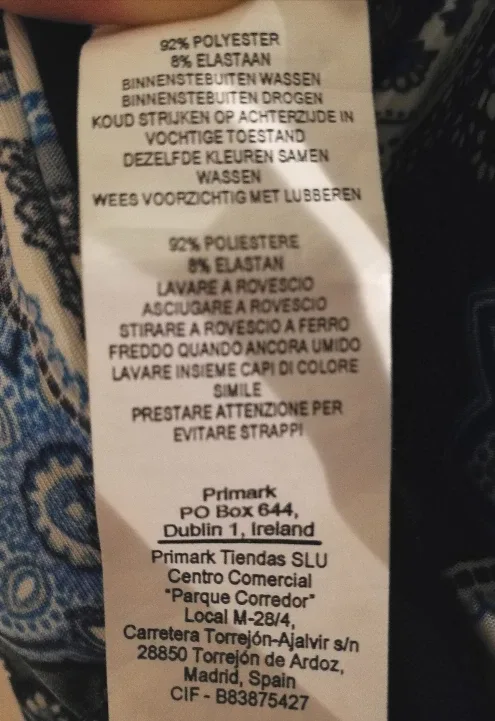 92% POLYESTER
8% ELASTAAN
BINNENSTEBUITEN WASSEN
BINNENSTEBUITEN DROGEN
KOUD STRIJKEN OP ACHTERZIJDE IN
VOCHTIGE TOESTAND
DEZELFDE KLEUREN SAMEN
WASSEN
WEES VOORZICHTIG MET LUBBEREN
92% POLIESTERE
8% ELASTAN
LAVARE A ROVESCIO
ASCIUGARE A ROVESCIO
STIRARE A ROVESCIO A FERRO
FREDDO QUANDO ANCORA UMIDO
LAVARE INSIEME CAPI DI COLORE
SIMILE
PRESTARE ATTENZIONE PER
EVITARE STRAPPI
Primark
PO Box 644,
Dublin 1, Ireland
Primark Tiendas SLU
Centro Comercial
"Parque Corredor"
Local M-28/4,
Carretera Torrejón-Ajalvir s/n
28850 Torrejón de Ardoz,
Madrid, Spain
CIF - B83875427